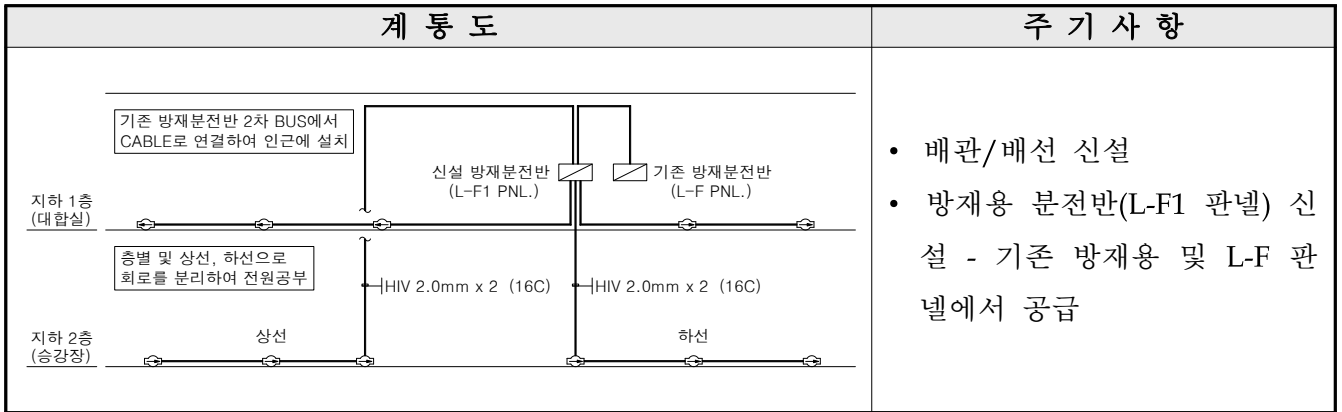 계 통 도
주 기 사 항
기존 방재분전반 2차 BUS에서
CABLE로 연결하여 인근에 설치
신설 방재분전반
(L-F1 PNL.)
기존 방재분전반
(L-F PNL.)
지하 1층
(대합실)
층별 및 상선, 하선으로
회로를 분리하여 전원공부
HIV 2.0mm x 2 (16C)
HIV 2.0mm x 2 (16C)
지하 2층
(승강장)
상선
하선
• 배관/배선 신설
• 방재용 분전반(L-F1 판넬) 신
설 - 기존 방재용 및 L-F 판
넬에서 공급